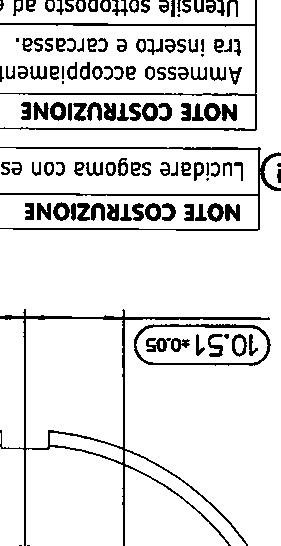 10.51 ±0.05
NOTE COSTRUZIONE
Lucidare sagoma con es
NOTE COSTRUZIONE
Ammesso accoppiament
tra inserto e carcassa.
Utensile sottoposto ad e